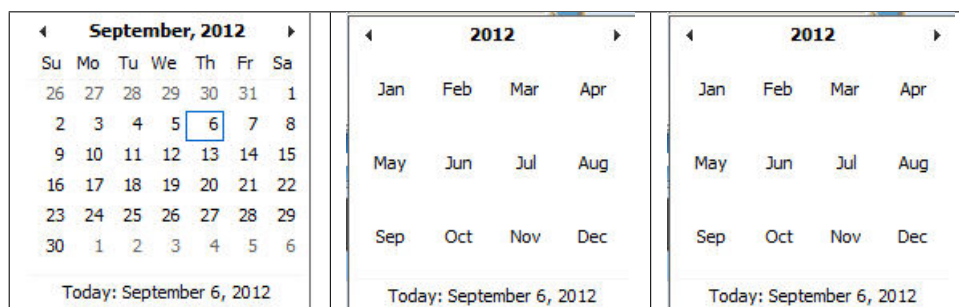 September, 2012
Su Mo Tu We Th Fr Sa
26 27 28 29 30 31 1
2 3 4 5 6 7 8
9 10 11 12 13 14 15
16 17 18 19 20 21 22
23 24 25 26 27 28 29
30 1 2 3 4 5 6
Today: September 6, 2012
2012
Jan Feb Mar Apr
May Jun Jul Aug
Sep Oct Nov Dec
Today: September 6, 2012
2012
Jan Feb Mar Apr
May Jun Jul Aug
Sep Oct Nov Dec
Today: September 6, 2012